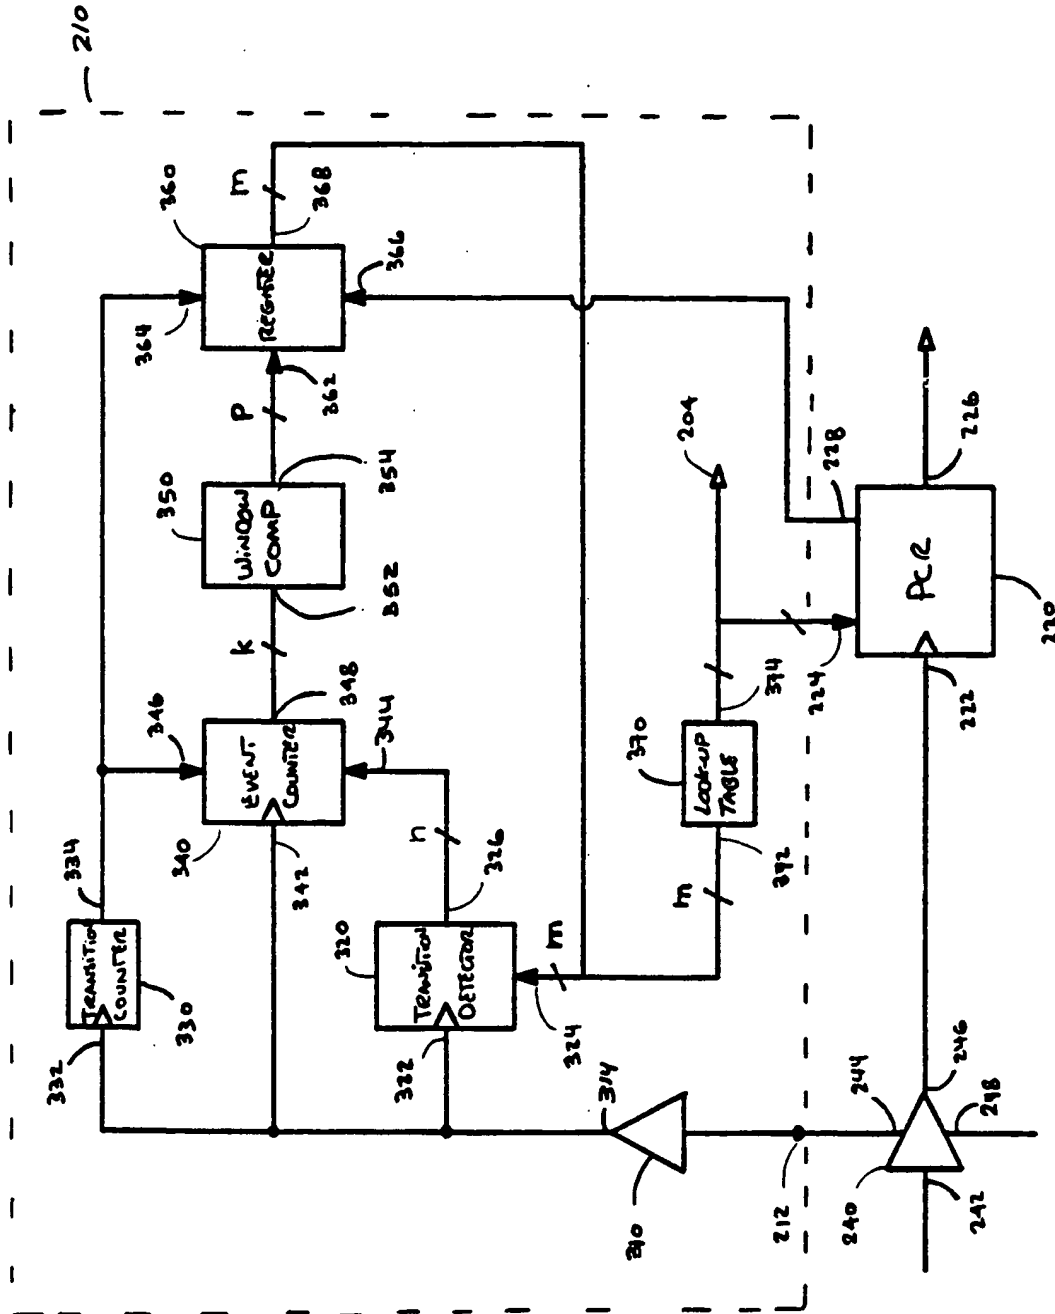 210
TRANSITION
COUNTER
332
330
334
EVENT
COUNTER
340
342
344
346
348
k
WINDOW
COMP
350
352
354
P
REGISTER
360
362
364
366
368
m
TRANSITION
DETECTOR
320
322
324
326
n
m
314
310
212
LOOK-UP
TABLE
370
372
374
m
204
PCR
220
222
224
226
228
240
242
244
246
248